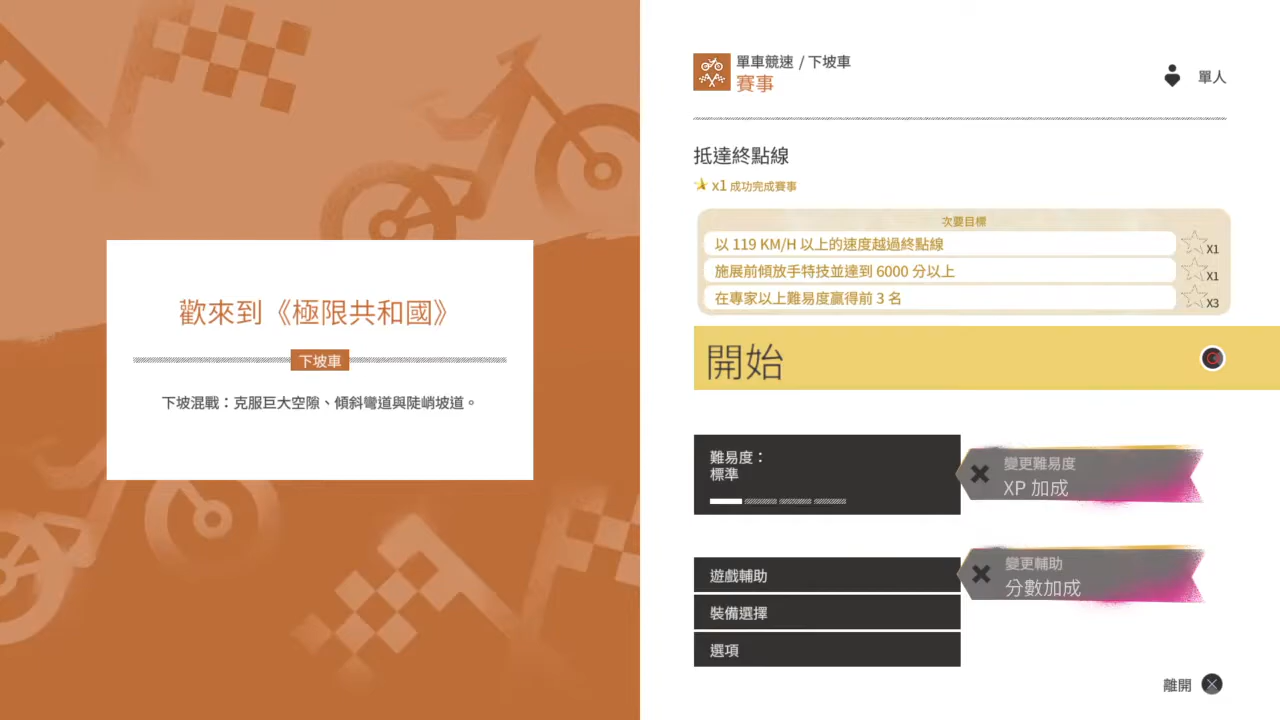 歡來到《極限共和國》
下坡車
下坡混戰：克服巨大空隙、傾斜彎道與陡峭坡道。
單車競速 / 下坡車
賽事
單人
抵達終點線
x1 成功完成賽事
次要目標
以 119 KM/H 以上的速度越過終點線
X1
施展前傾放手特技並達到 6000 分以上
X1
在專家以上難易度贏得前 3 名
X3
開始
難易度：
標準
變更難易度
XP 加成
遊戲輔助
變更輔助
分數加成
裝備選擇
選項
離開